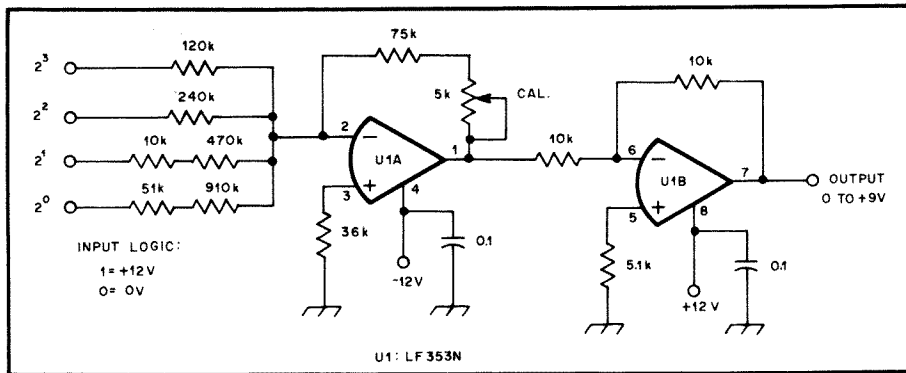 2³
120k
2²
240k
2¹
10k
470k
2⁰
51k
910k
INPUT LOGIC:
1=+12V
0=0V
75k
5k
CAL.
2
−
U1A
1
3
+
4
36k
0.1
-12V
10k
10k
6
−
U1B
7
5
+
8
5.1k
0.1
+12V
OUTPUT
0 TO +9V
U1: LF353N